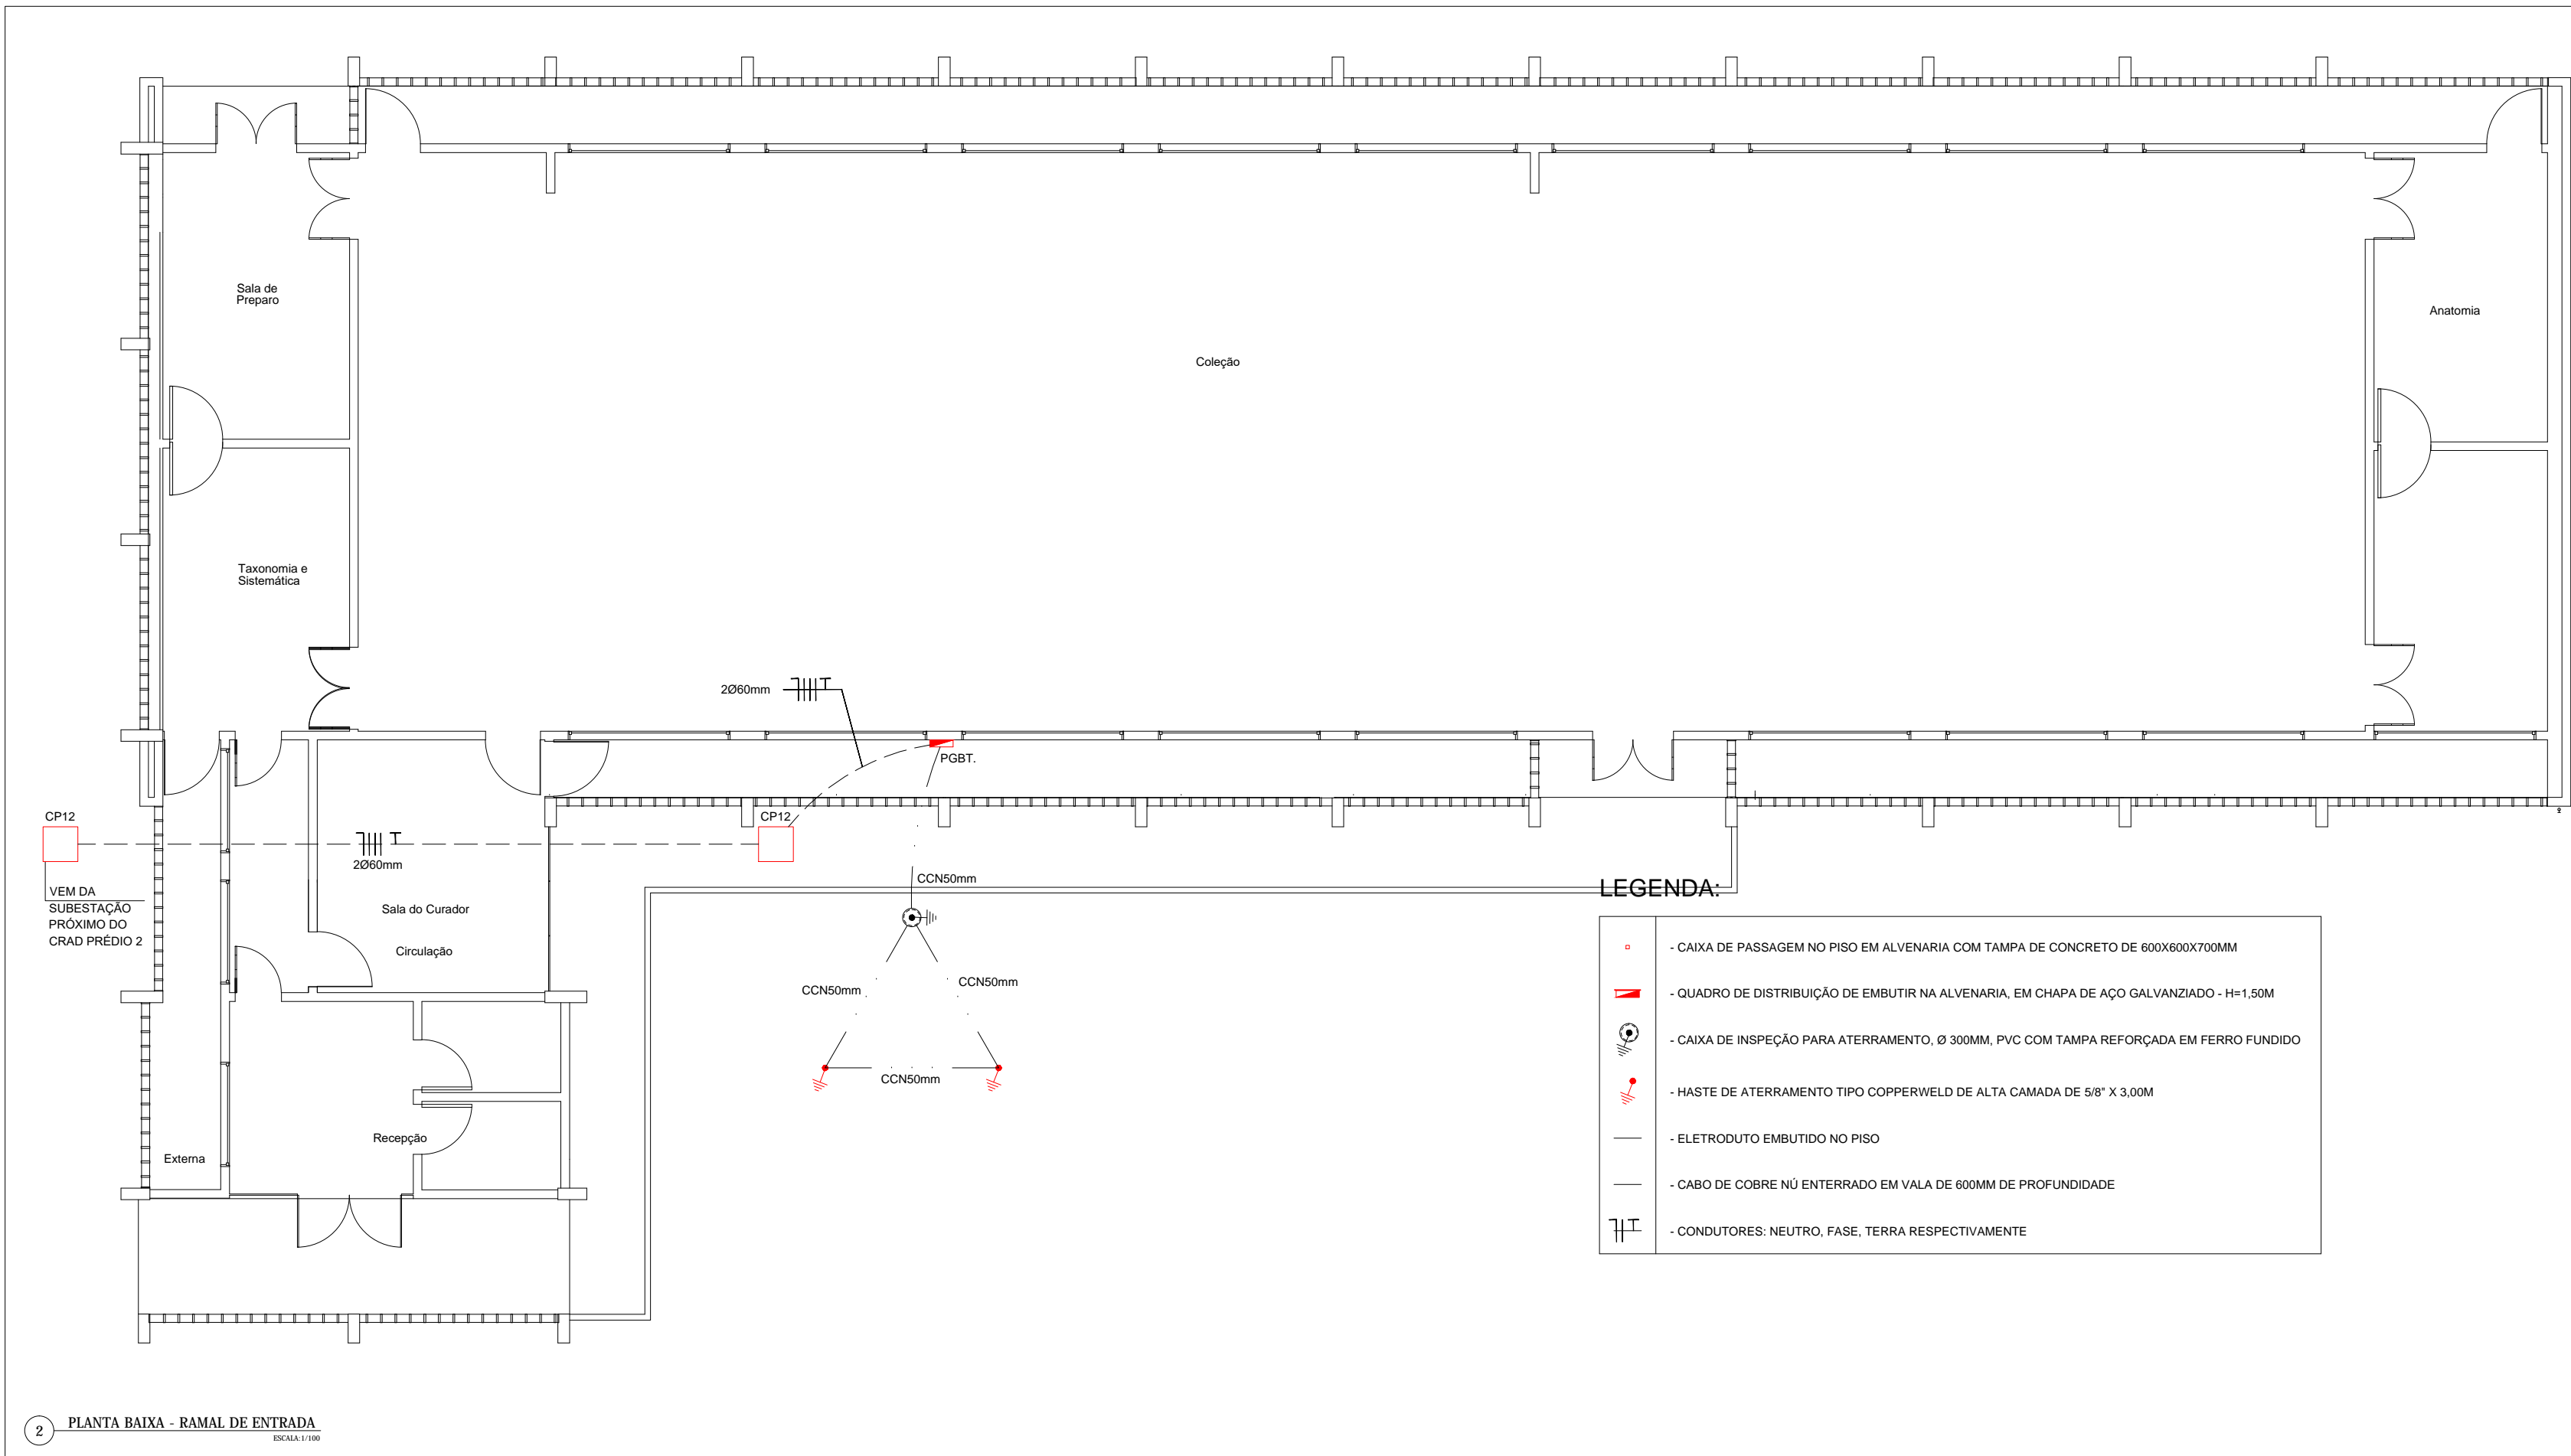 Sala de
Preparo
Anatomia
Coleção
Taxonomia e
Sistemática
2Ø60mm
PGBT.
CP12
CP12
2Ø60mm
VEM DA
SUBESTAÇÃO
PRÓXIMO DO
CRAD PRÉDIO 2
CCN50mm
Sala do Curador
Circulação
CCN50mm
CCN50mm
CCN50mm
Recepção
Externa
LEGENDA:
- CAIXA DE PASSAGEM NO PISO EM ALVENARIA COM TAMPA DE CONCRETO DE 600X600X700MM
- QUADRO DE DISTRIBUIÇÃO DE EMBUTIR NA ALVENARIA, EM CHAPA DE AÇO GALVANZIADO - H=1,50M
- CAIXA DE INSPEÇÃO PARA ATERRAMENTO, Ø 300MM, PVC COM TAMPA REFORÇADA EM FERRO FUNDIDO
- HASTE DE ATERRAMENTO TIPO COPPERWELD DE ALTA CAMADA DE 5/8" X 3,00M
- ELETRODUTO EMBUTIDO NO PISO
- CABO DE COBRE NÚ ENTERRADO EM VALA DE 600MM DE PROFUNDIDADE
- CONDUTORES: NEUTRO, FASE, TERRA RESPECTIVAMENTE
2 PLANTA BAIXA - RAMAL DE ENTRADA
ESCALA:1/100